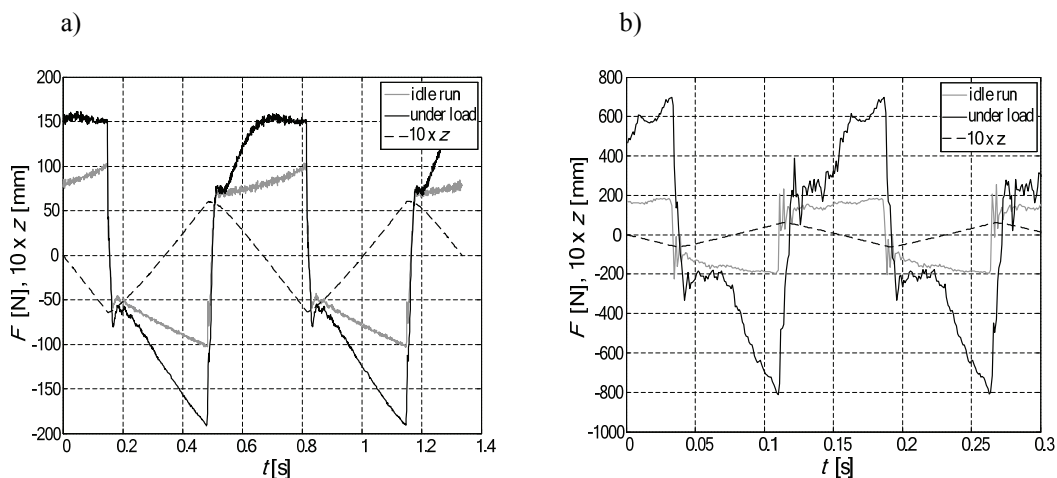 a)
200
150
100
50
0
-50
-100
-150
-200
F [N], 10 x z [mm]
0 0.2 0.4 0.6 0.8 1 1.2 1.4
t [s]
idle run
under load
10 x z
b)
800
600
400
200
0
-200
-400
-600
-800
-1000
F [N], 10 x z [mm]
0 0.05 0.1 0.15 0.2 0.25 0.3
t [s]
idle run
under load
10 x z